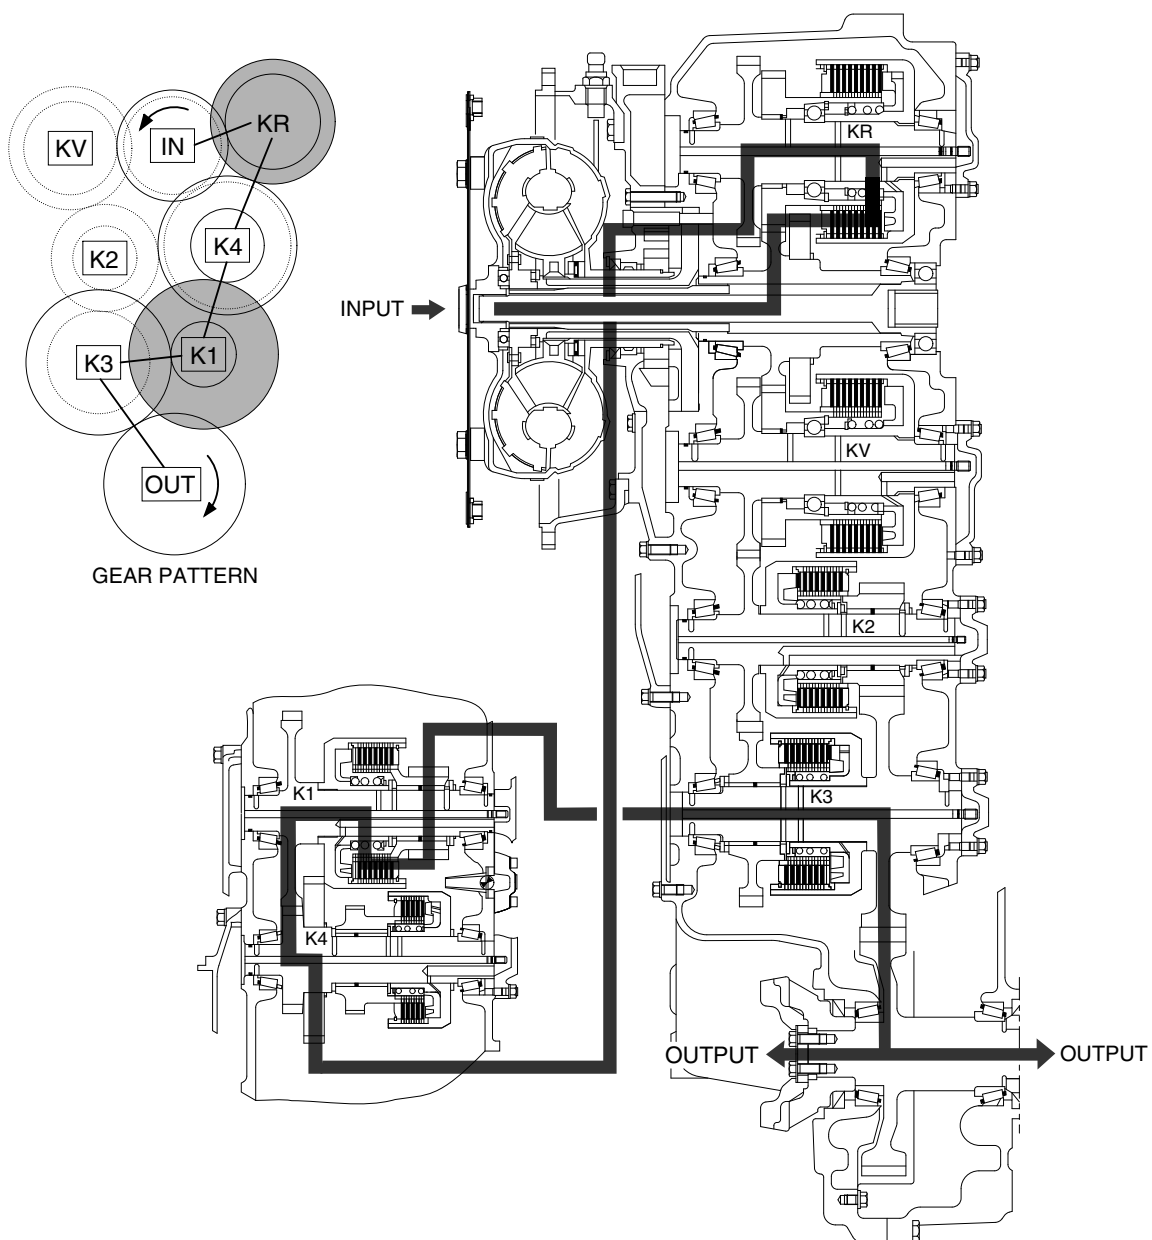 KV
IN
KR
K4
K2
K3
K1
OUT
GEAR PATTERN
INPUT
KR
KV
K2
K3
K1
K4
OUTPUT
OUTPUT